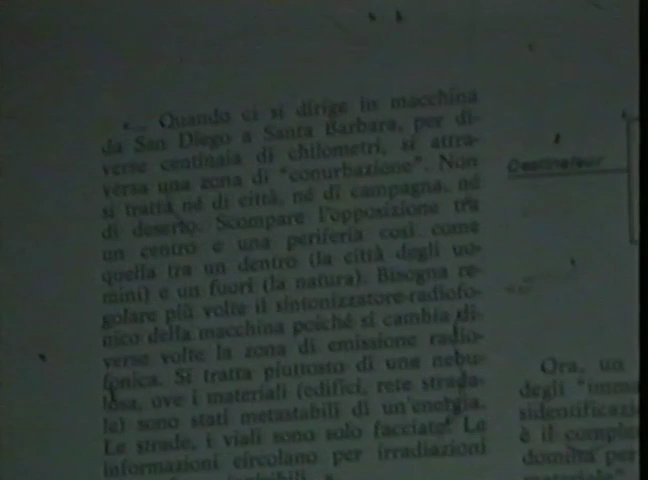 «... Quando ci si dirige in macchina
da San Diego a Santa Barbara, per di-
verse centinaia di chilometri, si attra-
versa una zona di "conurbazione". Non
si tratta né di città, né di campagna, né
di deserto. Scompare l'opposizione tra
un centro e una periferia così come
quella tra un dentro (la città degli uo-
mini) e un fuori (la natura). Bisogna re-
golare più volte il sintonizzatore radiofo-
nico della macchina poiché si cambia di-
verse volte la zona di emissione radio-
fonica. Si tratta piuttosto di una nebu-
losa, ove i materiali (edifici, rete strada-
le) sono stati metastabili di un'energia.
Le strade, i viali sono solo facciate. Le
informazioni circolano per irradiazioni
Destinateur
Ora, un
degli
è il
domina per